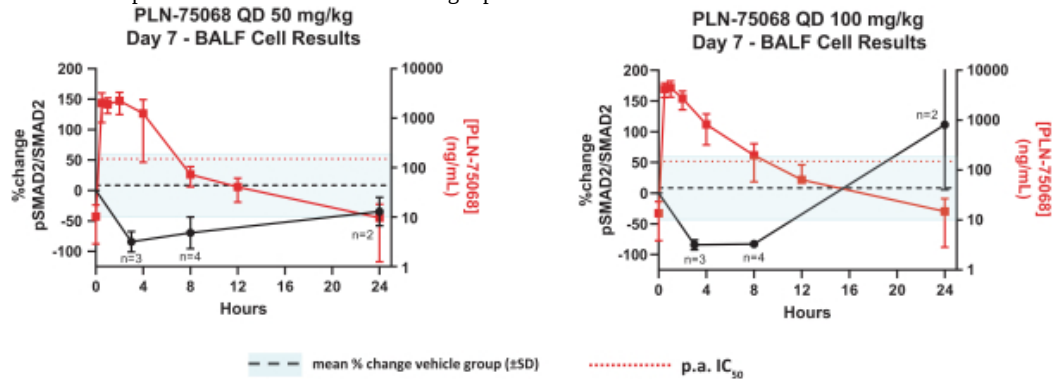 PLN-75068 QD 50 mg/kg
Day 7 - BALF Cell Results
200
150
100
50
0
-50
-100
%change
pSMAD2/SMAD2
10000
1000
100
10
1
[PLN-75068]
(ng/mL)
n=3
n=4
n=2
0 4 8 12 16 20 24
Hours
PLN-75068 QD 100 mg/kg
Day 7 - BALF Cell Results
200
150
100
50
0
-50
-100
%change
pSMAD2/SMAD2
10000
1000
100
10
1
[PLN-75068]
(ng/mL)
n=2
n=3
n=4
0 4 8 12 16 20 24
Hours
mean % change vehicle group (±SD)
p.a. IC50